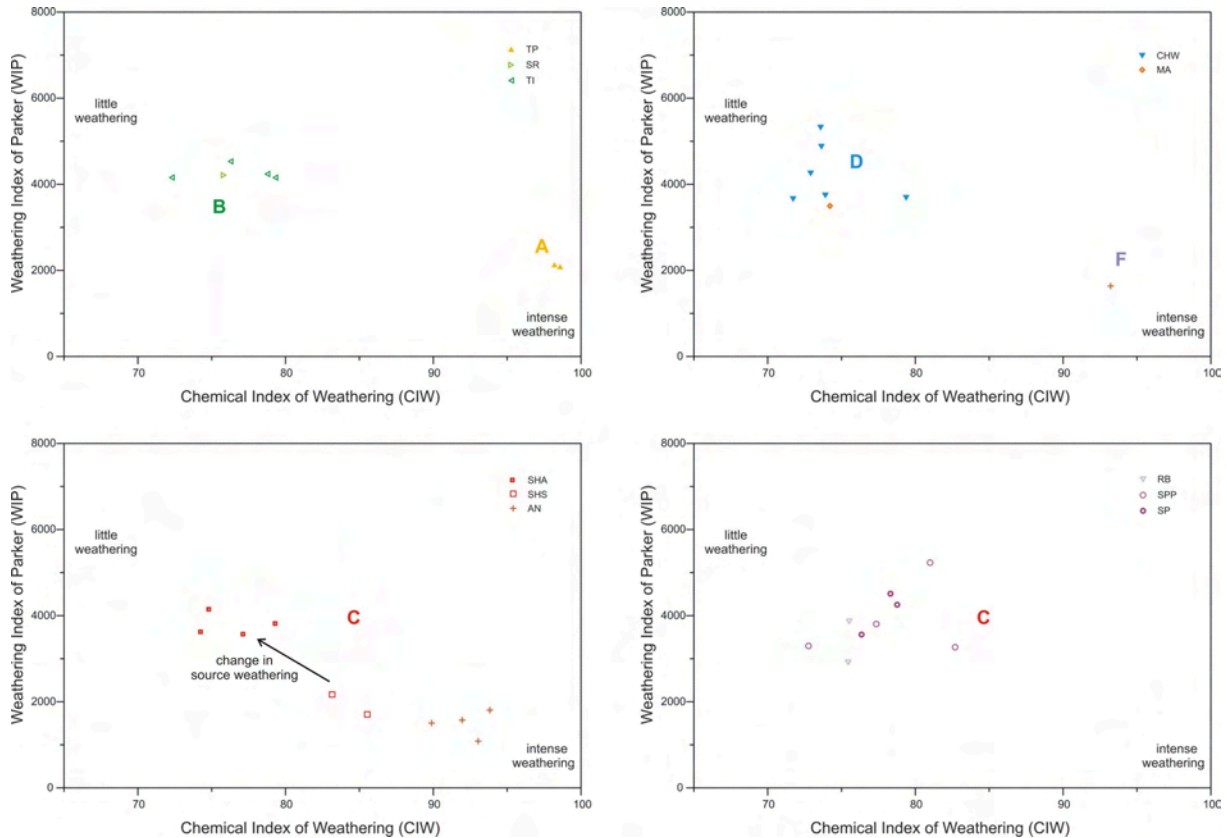 8000
6000
4000
2000
0
Weathering Index of Parker (WIP)
TP
SR
TI
little
weathering
B
A
intense
weathering
70
80
90
100
Chemical Index of Weathering (CIW)
8000
6000
4000
2000
0
Weathering Index of Parker (WIP)
CHW
MA
little
weathering
D
F
intense
weathering
70
80
90
100
Chemical Index of Weathering (CIW)
8000
6000
4000
2000
0
Weathering Index of Parker (WIP)
SHA
SHS
AN
little
weathering
C
change in
source weathering
intense
weathering
70
80
90
100
Chemical Index of Weathering (CIW)
8000
6000
4000
2000
0
Weathering Index of Parker (WIP)
RB
SPP
SP
little
weathering
C
intense
weathering
70
80
90
100
Chemical Index of Weathering (CIW)